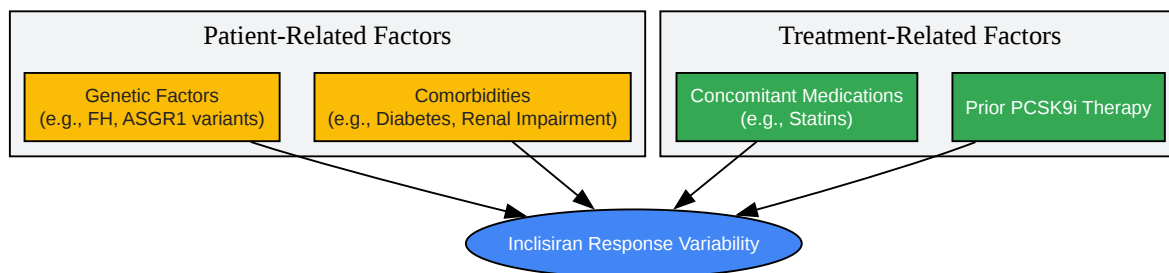 Patient-Related Factors
Treatment-Related Factors
Genetic Factors
(e.g., FH, ASGR1 variants)
Comorbidities
(e.g., Diabetes, Renal Impairment)
Concomitant Medications
(e.g., Statins)
Prior PCSK9i Therapy
Inclisiran Response Variability